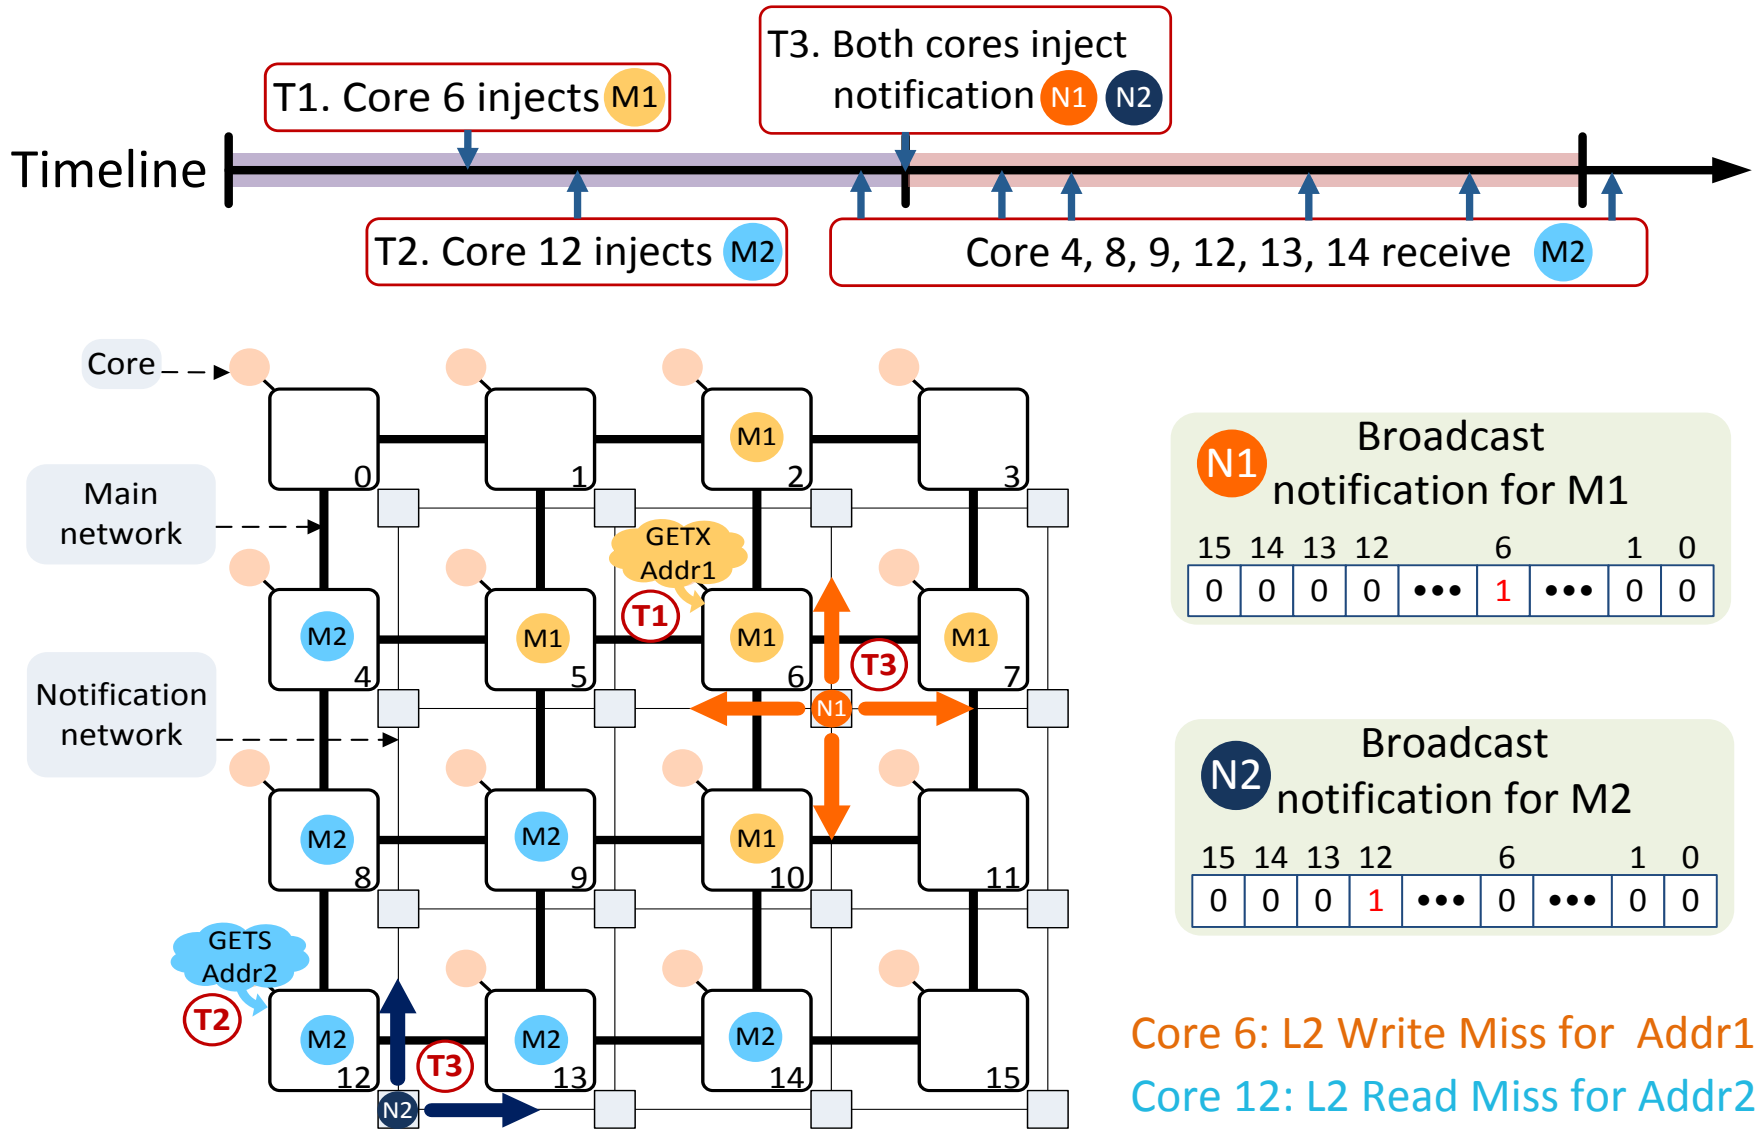 T3. Both cores inject
notification N1 N2
T1. Core 6 injects M1
Timeline
T2. Core 12 injects M2
Core 4, 8, 9, 12, 13, 14 receive M2
Core
M1
0
1
2
3
Main
network
GETX
Addr1
T1
M2
M1
M1
M1
T3
4
5
6
7
Notification
network
N1
M2
M2
M1
8
9
10
11
GETS
Addr2
T2
M2
M2
M2
T3
12
13
14
15
N2
N1
Broadcast
notification for M1
15 14 13 12 6 1 0
0 0 0 0 ••• 1 ••• 0 0
N2
Broadcast
notification for M2
15 14 13 12 6 1 0
0 0 0 1 ••• 0 ••• 0 0
Core 6: L2 Write Miss for Addr1
Core 12: L2 Read Miss for Addr2